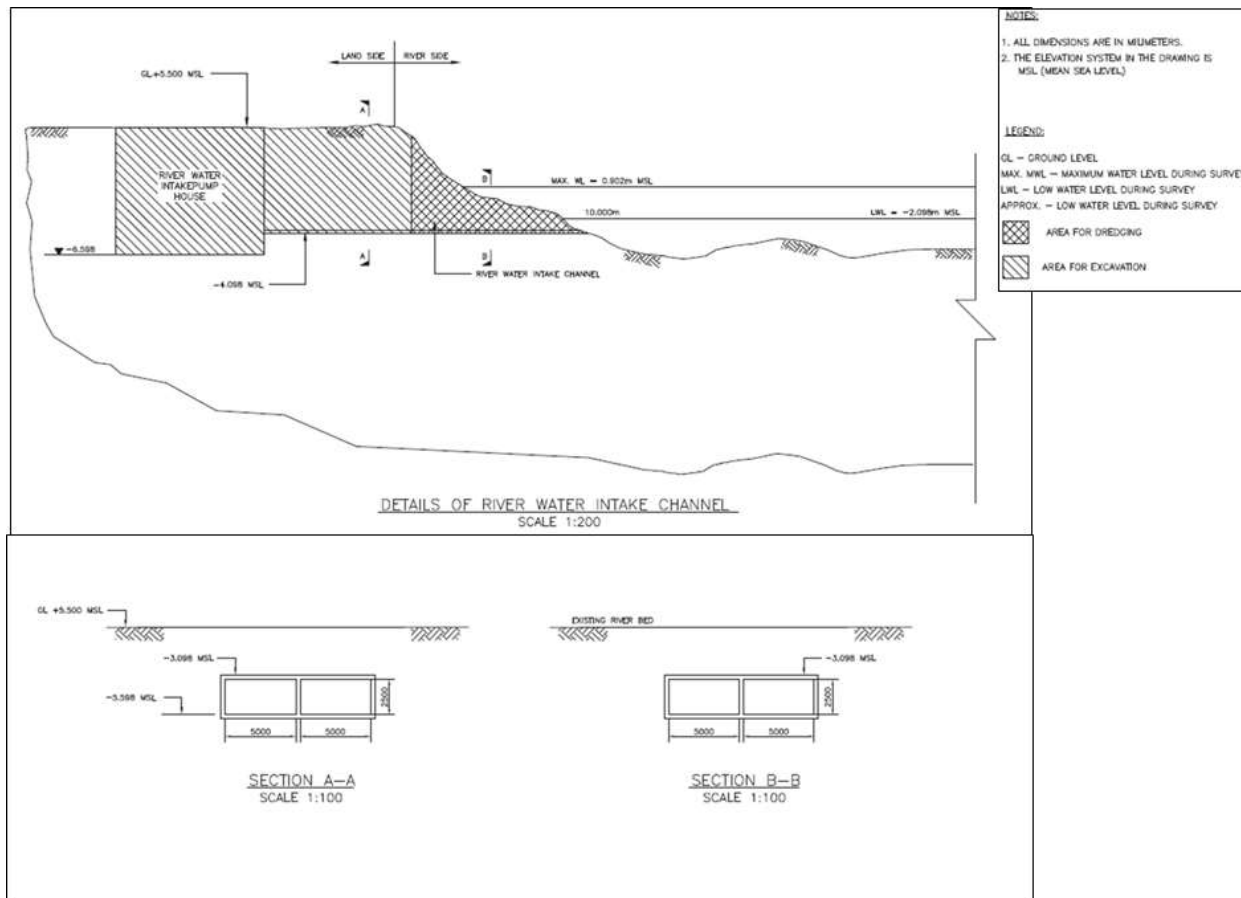 NOTES:
1. ALL DIMENSIONS ARE IN MILIMETERS.
2. THE ELEVATION SYSTEM IN THE DRAWING IS
MSL (MEAN SEA LEVEL)
LEGEND:
GL – GROUND LEVEL
MAX. MWL – MAXIMUM WATER LEVEL DURING SURVEY
LWL – LOW WATER LEVEL DURING SURVEY
APPROX. – LOW WATER LEVEL DURING SURVEY
AREA FOR DREDGING
AREA FOR EXCAVATION
LAND SIDE
RIVER SIDE
GL+5.500 MSL
A
B
RIVER WATER
INTAKEPUMP
HOUSE
MAX. WL – 0.902m MSL
10.000m
LWL – -2.098m MSL
-6.598
A
B
RIVER WATER INTAKE CHANNEL
-4.098 MSL
DETAILS OF RIVER WATER INTAKE CHANNEL
SCALE 1:200
GL +5.500 MSL
-3.098 MSL
-5.598 MSL
2500
5000
5000
SECTION A–A
SCALE 1:100
EXISTING RIVER BED
-3.098 MSL
2500
5000
5000
SECTION B–B
SCALE 1:100